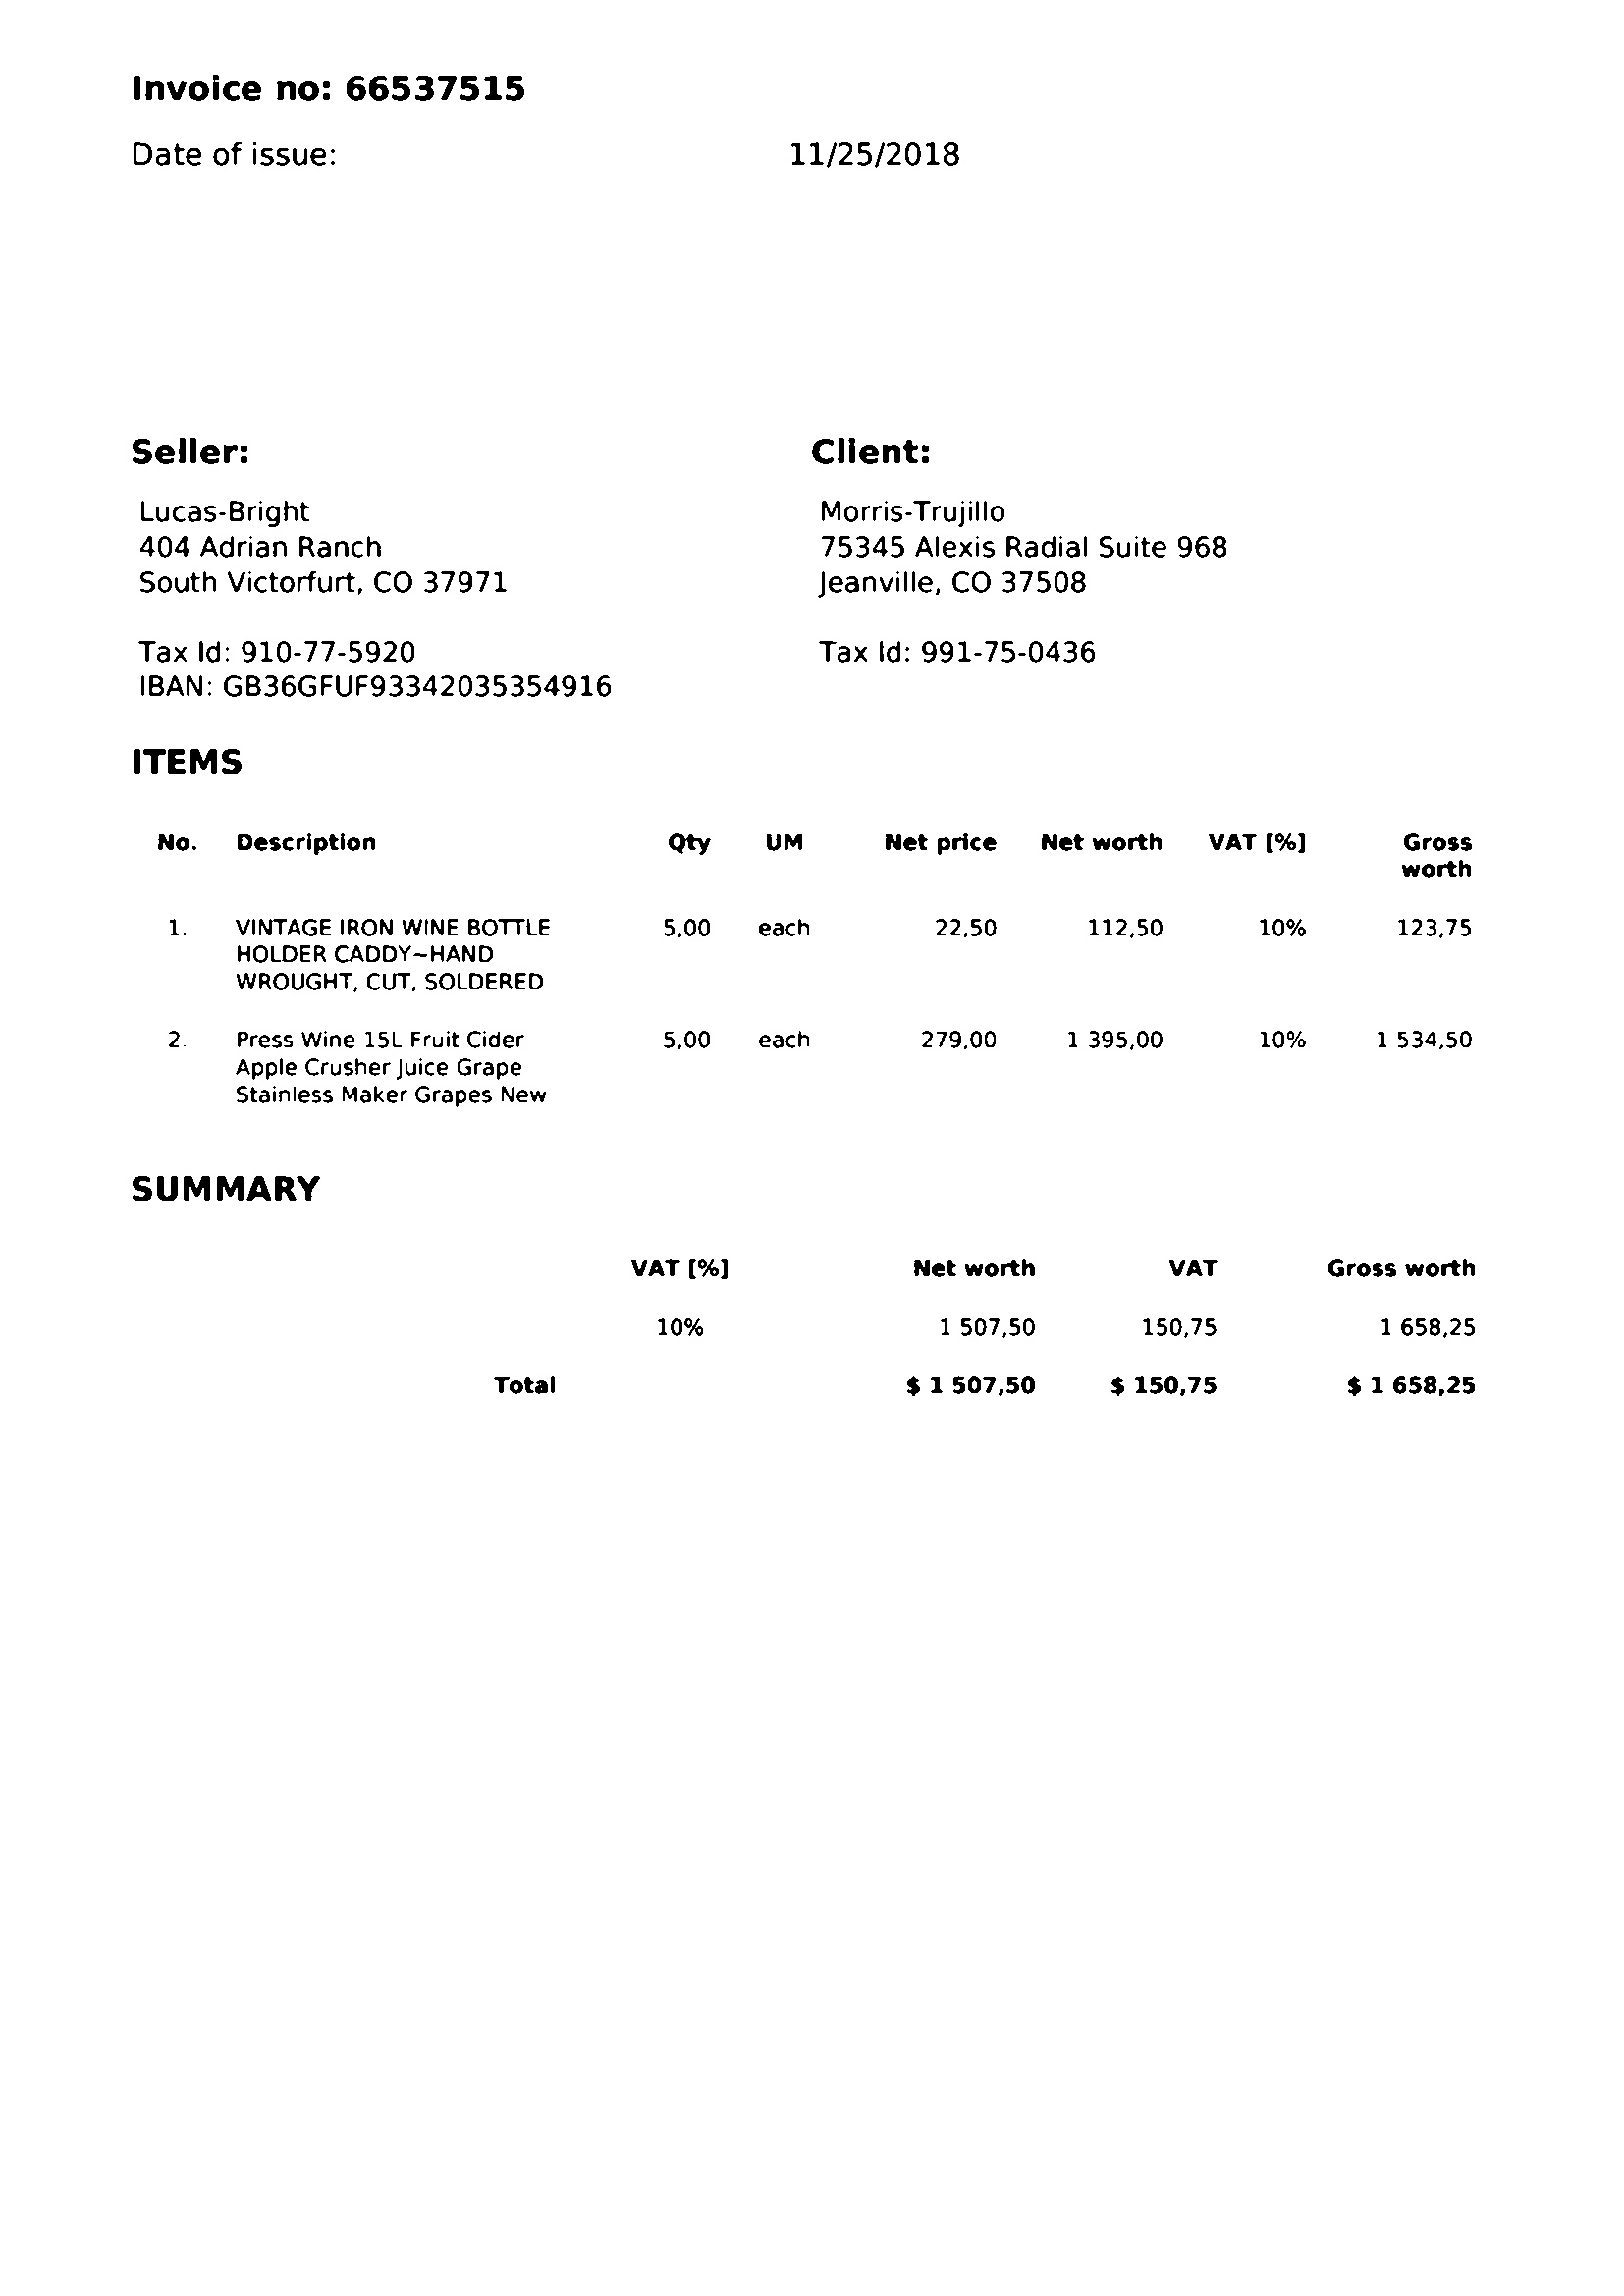 Invoice no: 66537515
Date of issue: 11/25/2018
Seller:
Lucas-Bright
404 Adrian Ranch
South Victorfurt, CO 37971
Tax Id: 910-77-5920
IBAN: GB36GFUF93342035354916
Client:
Morris-Trujillo
75345 Alexis Radial Suite 968
Jeanville, CO 37508
Tax Id: 991-75-0436
ITEMS
No. Description Qty UM Net price Net worth VAT [%] Gross
worth
1. VINTAGE IRON WINE BOTTLE 5,00 each 22,50 112,50 10% 123,75
HOLDER CADDY~HAND
WROUGHT, CUT, SOLDERED
2. Press Wine 15L Fruit Cider 5,00 each 279,00 1 395,00 10% 1 534,50
Apple Crusher Juice Grape
Stainless Maker Grapes New
SUMMARY
VAT [%] Net worth VAT Gross worth
10% 1 507,50 150,75 1 658,25
Total $ 1 507,50 $ 150,75 $ 1 658,25